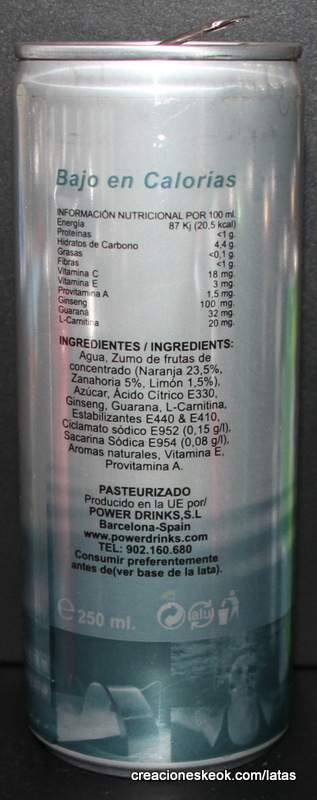 Bajo en Calorías
INFORMACIÓN NUTRICIONAL POR 100 ml.
Energía 87 Kj (20,5 kcal)
Proteinas <1 g.
Hidratos de Carbono 4,4 g.
Grasas <0,1 g.
Fibras <1 g.
Vitamina C 18 mg.
Vitamina E 3 mg.
Provitamina A 1,5 mg.
Ginseng 100 mg.
Guaraná 32 mg.
L-Carnitina 20 mg.
INGREDIENTES / INGREDIENTS:
Agua, Zumo de frutas de
concentrado (Naranja 23,5%,
Zanahoria 5%, Limón 1,5%),
Azúcar, Ácido Cítrico E330,
Ginseng, Guarana, L-Carnitina,
Estabilizantes E440 & E410,
Ciclamato sódico E952 (0,15 g/l),
Sacarina Sódica E954 (0,08 g/l),
Aromas naturales, Vitamina E,
Provitamina A.
PASTEURIZADO
Producido en la UE por/
POWER DRINKS,S.L
Barcelona-Spain
www.powerdrinks.com
TEL: 902.160.680
Consumir preferentemente
antes de(ver base de la lata).
e 250 ml.
alu
creacioneskeok.com/latas